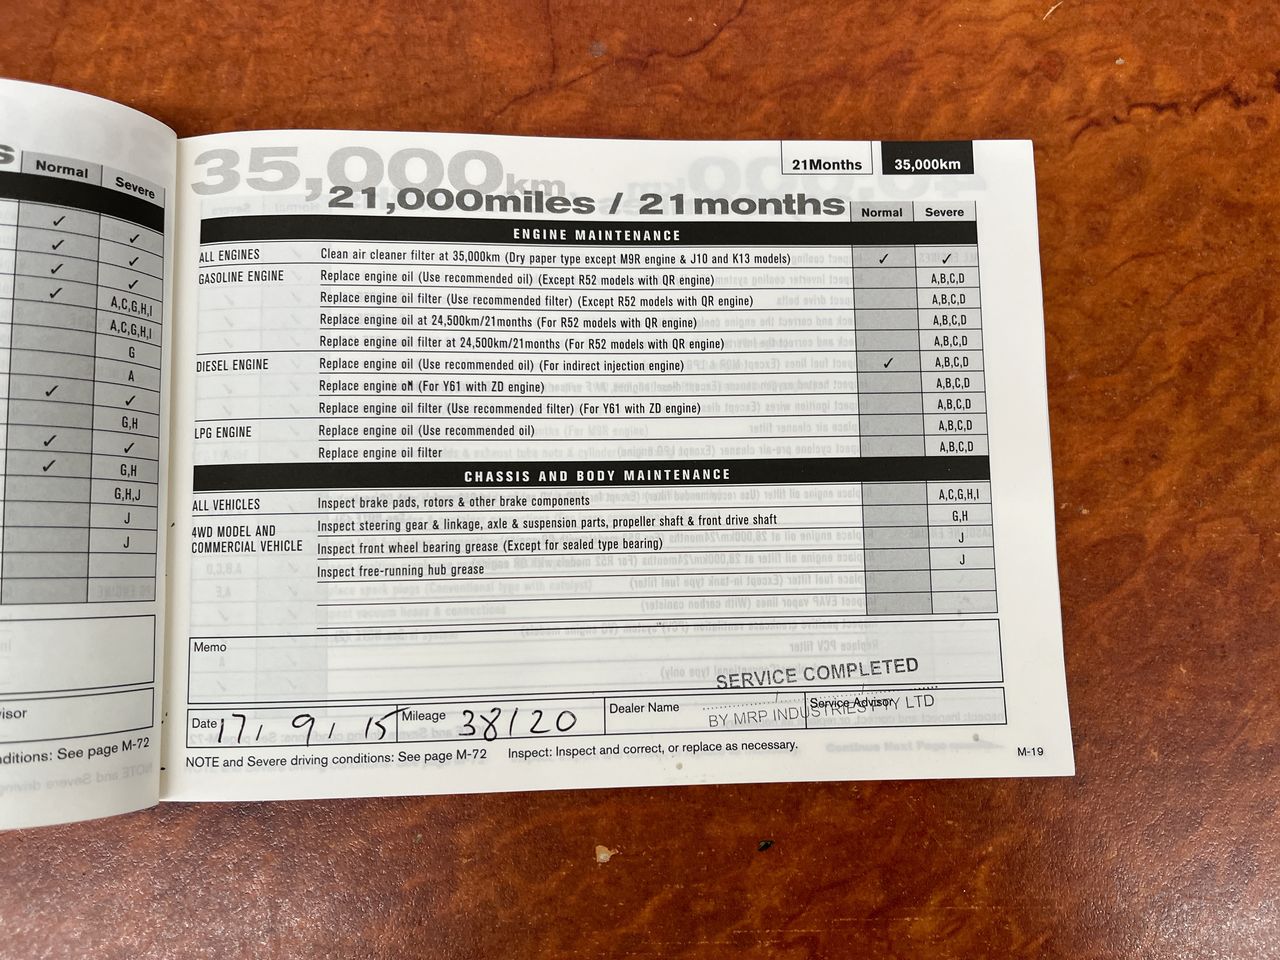 s
Normal Severe
✓
✓ ✓
✓ ✓
✓ ✓
A,C,G,H,I
A,C,G,H,I
G
A
✓ ✓
G,H
✓ ✓
✓ G,H
G,H,J
J
J
visor
nditions: See page M-72
35,000km
21Months 35,000km
21,000miles / 21months Normal Severe
ENGINE MAINTENANCE
ALL ENGINES Clean air cleaner filter at 35,000km (Dry paper type except M9R engine & J10 and K13 models) ✓ ✓
GASOLINE ENGINE Replace engine oil (Use recommended oil) (Except R52 models with QR engine) A,B,C,D
Replace engine oil filter (Use recommended filter) (Except R52 models with QR engine) A,B,C,D
Replace engine oil at 24,500km/21months (For R52 models with QR engine) A,B,C,D
Replace engine oil filter at 24,500km/21months (For R52 models with QR engine) A,B,C,D
DIESEL ENGINE Replace engine oil (Use recommended oil) (For indirect injection engine) ✓ A,B,C,D
Replace engine oil (For Y61 with ZD engine) A,B,C,D
Replace engine oil filter (Use recommended filter) (For Y61 with ZD engine) A,B,C,D
LPG ENGINE Replace engine oil (Use recommended oil) A,B,C,D
Replace engine oil filter A,B,C,D
CHASSIS AND BODY MAINTENANCE
ALL VEHICLES Inspect brake pads, rotors & other brake components A,C,G,H,I
4WD MODEL AND COMMERCIAL VEHICLE Inspect steering gear & linkage, axle & suspension parts, propeller shaft & front drive shaft G,H
Inspect front wheel bearing grease (Except for sealed type bearing) J
Inspect free-running hub grease J
Memo
SERVICE COMPLETED
Date 17, 9, 15 Mileage 38120 Dealer Name Service Advisor
BY MRP INDUSTRIES PTY LTD
NOTE and Severe driving conditions: See page M-72 Inspect: Inspect and correct, or replace as necessary.
M-19